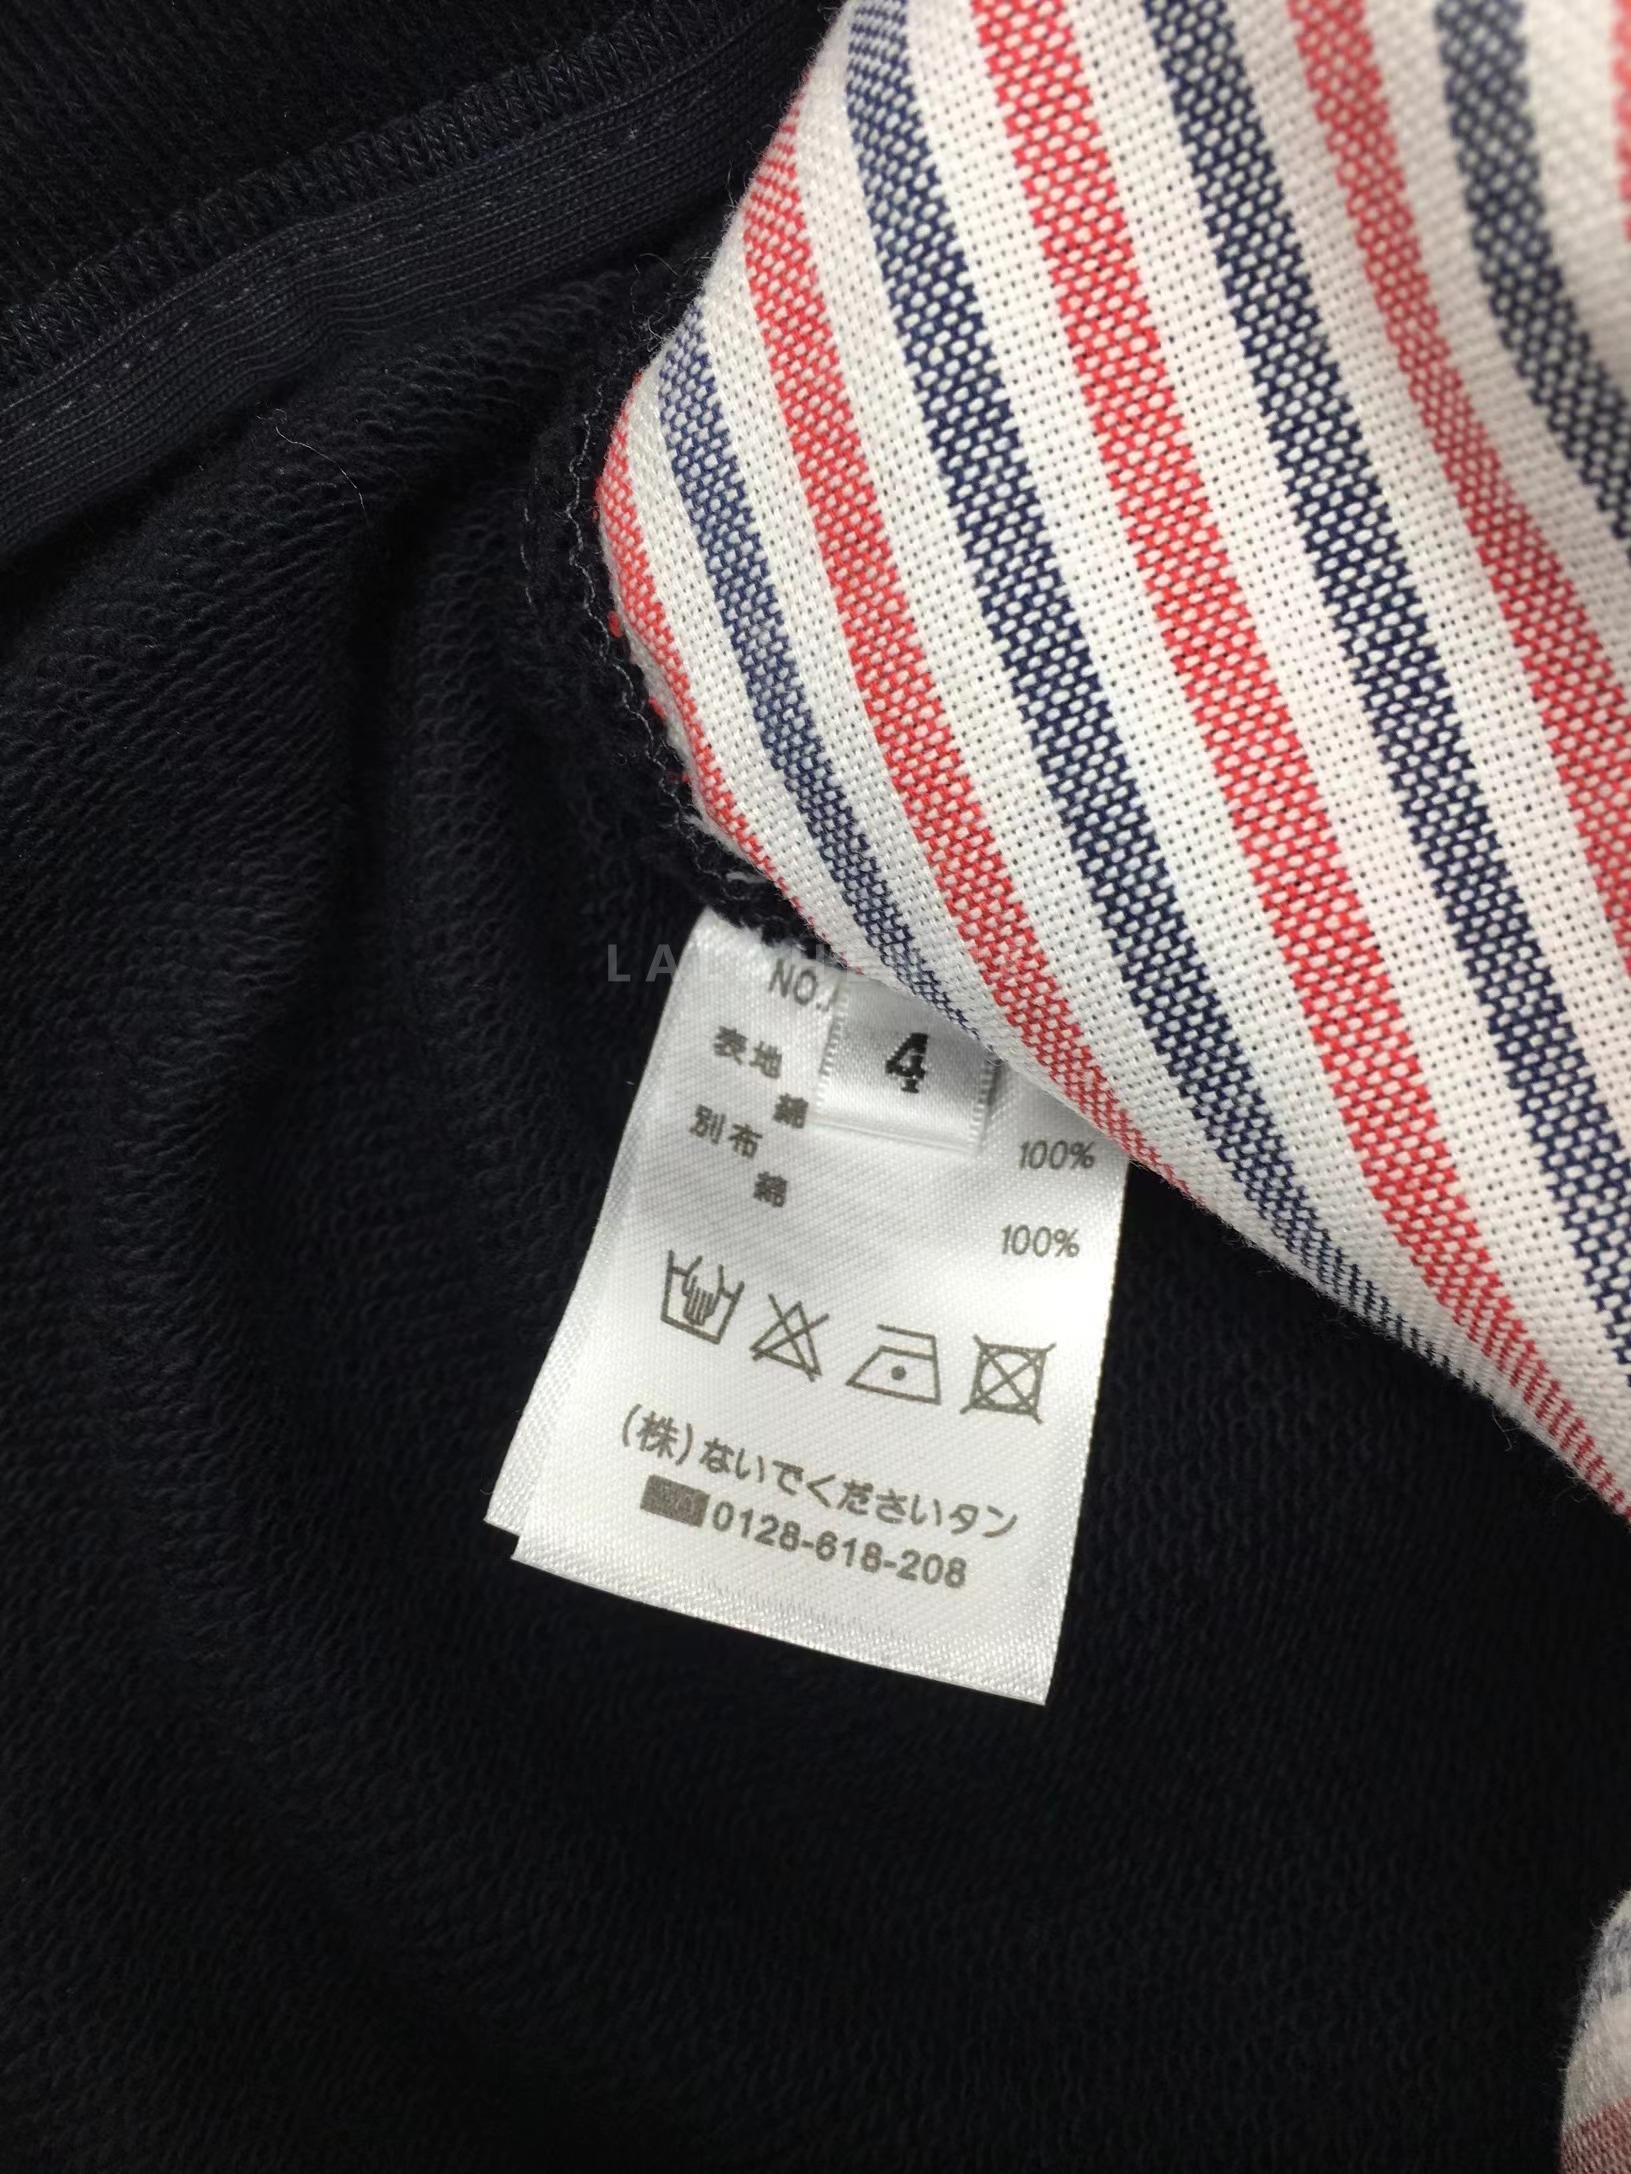 NO.
4
表地
綿 100%
別布
綿 100%
(株)ないでくださいタン
0128-618-208